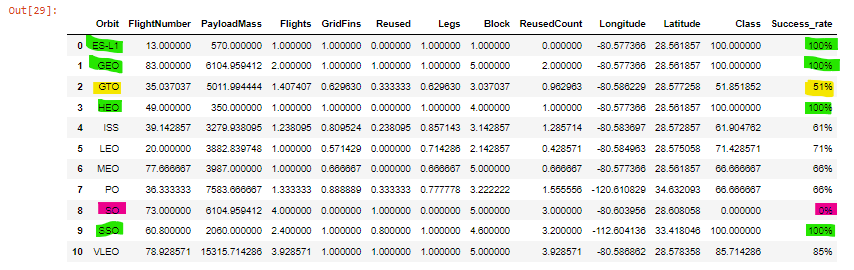 Out[29]:
Orbit FlightNumber PayloadMass Flights GridFins Reused Legs Block ReusedCount Longitude Latitude Class Success_rate
0 ES-L1 13.000000 570.000000 1.000000 1.000000 0.000000 1.000000 1.000000 0.000000 -80.577366 28.561857 100.000000 100%
1 GEO 83.000000 6104.959412 2.000000 1.000000 1.000000 1.000000 5.000000 2.000000 -80.577366 28.561857 100.000000 100%
2 GTO 35.037037 5011.994444 1.407407 0.629630 0.333333 0.629630 3.037037 0.962963 -80.586229 28.577258 51.851852 51%
3 HEO 49.000000 350.000000 1.000000 1.000000 0.000000 1.000000 4.000000 1.000000 -80.577366 28.561857 100.000000 100%
4 ISS 39.142857 3279.938095 1.238095 0.809524 0.238095 0.857143 3.142857 1.285714 -80.583697 28.572857 61.904762 61%
5 LEO 20.000000 3882.839748 1.000000 0.571429 0.000000 0.714286 2.142857 0.428571 -80.584963 28.575058 71.428571 71%
6 MEO 77.666667 3987.000000 1.000000 0.666667 0.000000 0.666667 5.000000 0.666667 -80.577366 28.561857 66.666667 66%
7 PO 36.333333 7583.666667 1.333333 0.888889 0.333333 0.777778 3.222222 1.555556 -120.610829 34.632093 66.666667 66%
8 SO 73.000000 6104.959412 4.000000 0.000000 1.000000 0.000000 5.000000 3.000000 -80.603956 28.608058 0.000000 0%
9 SSO 60.800000 2060.000000 2.400000 1.000000 0.800000 1.000000 4.600000 3.200000 -112.604136 33.418046 100.000000 100%
10 VLEO 78.928571 15315.714286 3.928571 1.000000 1.000000 1.000000 5.000000 3.928571 -80.586862 28.578358 85.714286 85%